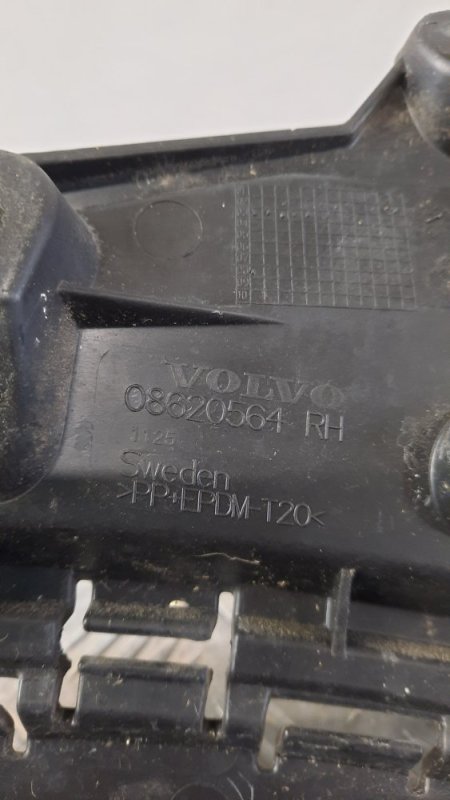 VOLVO
08620564 RH
1125
Sweden
>PP+EPDM-T20<